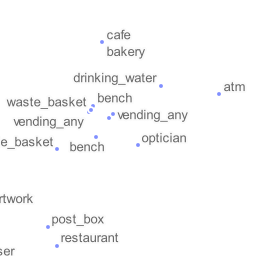 cafe
bakery
drinking_water
atm
waste_basket
bench
vending_any
vending_any
e_basket
bench
optician
rtwork
post_box
restaurant
ser